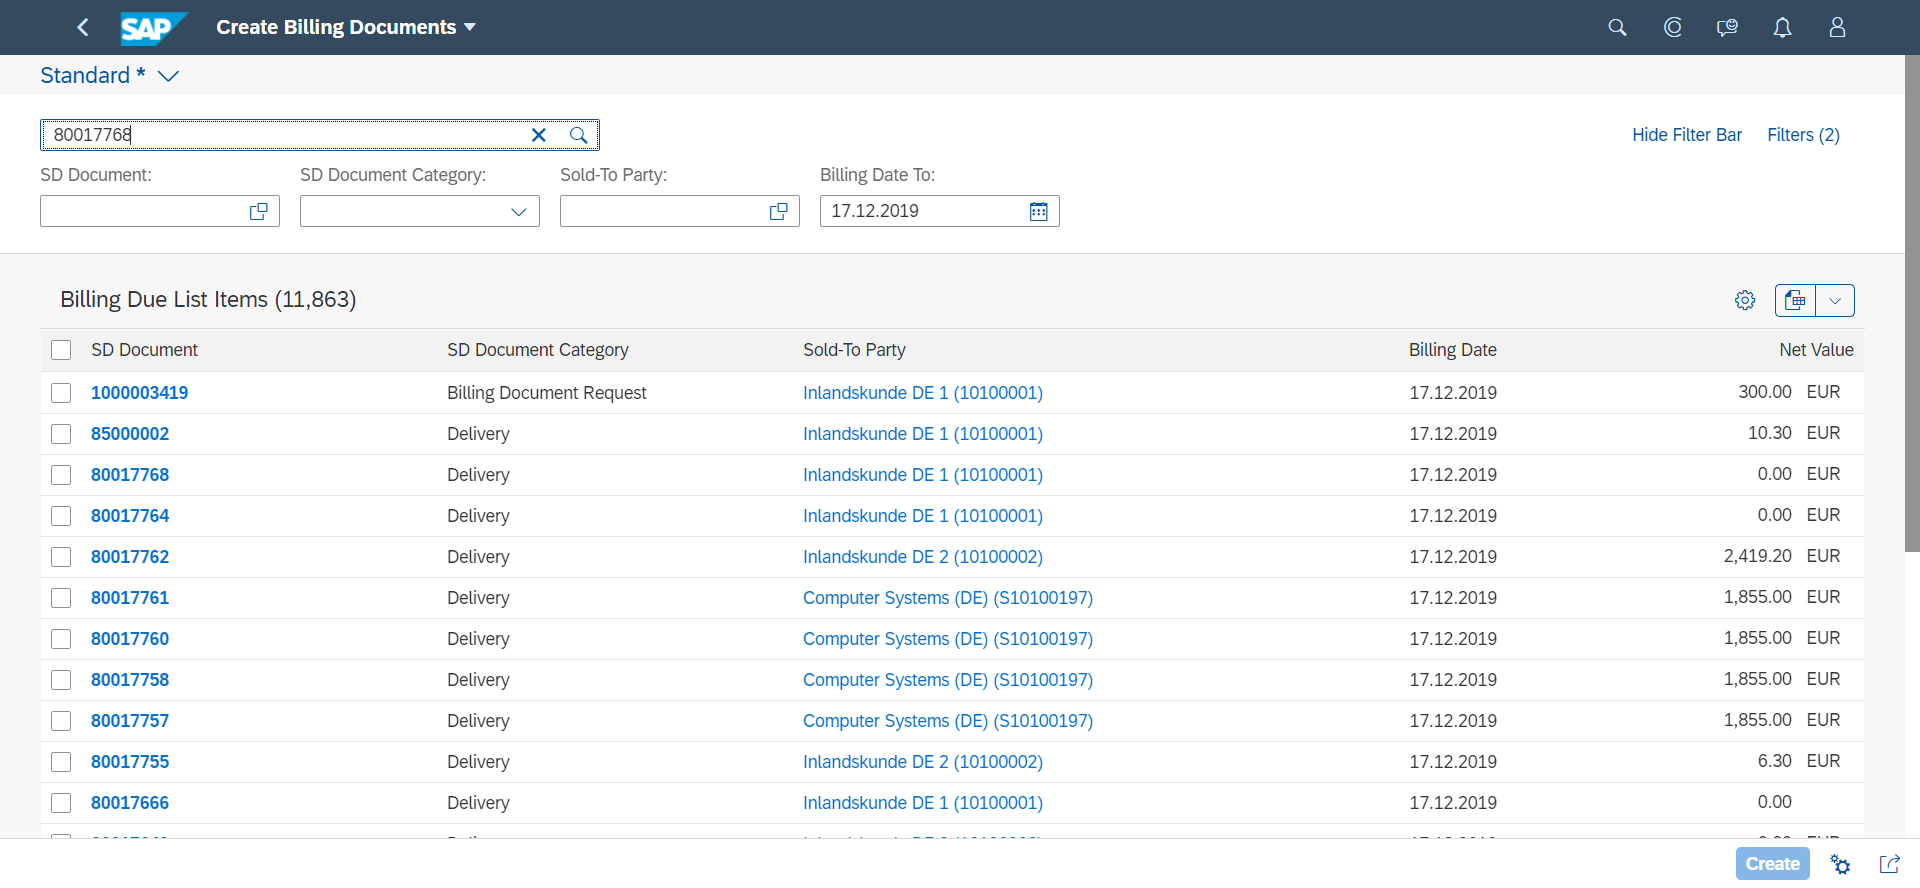 SAP Create Billing Documents
Standard *
80017768
Hide Filter Bar Filters (2)
SD Document: SD Document Category: Sold-To Party: Billing Date To:
17.12.2019
Billing Due List Items (11,863)
SD Document SD Document Category Sold-To Party Billing Date Net Value
1000003419 Billing Document Request Inlandskunde DE 1 (10100001) 17.12.2019 300.00 EUR
85000002 Delivery Inlandskunde DE 1 (10100001) 17.12.2019 10.30 EUR
80017768 Delivery Inlandskunde DE 1 (10100001) 17.12.2019 0.00 EUR
80017764 Delivery Inlandskunde DE 1 (10100001) 17.12.2019 0.00 EUR
80017762 Delivery Inlandskunde DE 2 (10100002) 17.12.2019 2,419.20 EUR
80017761 Delivery Computer Systems (DE) (S10100197) 17.12.2019 1,855.00 EUR
80017760 Delivery Computer Systems (DE) (S10100197) 17.12.2019 1,855.00 EUR
80017758 Delivery Computer Systems (DE) (S10100197) 17.12.2019 1,855.00 EUR
80017757 Delivery Computer Systems (DE) (S10100197) 17.12.2019 1,855.00 EUR
80017755 Delivery Inlandskunde DE 2 (10100002) 17.12.2019 6.30 EUR
80017666 Delivery Inlandskunde DE 1 (10100001) 17.12.2019 0.00
Create